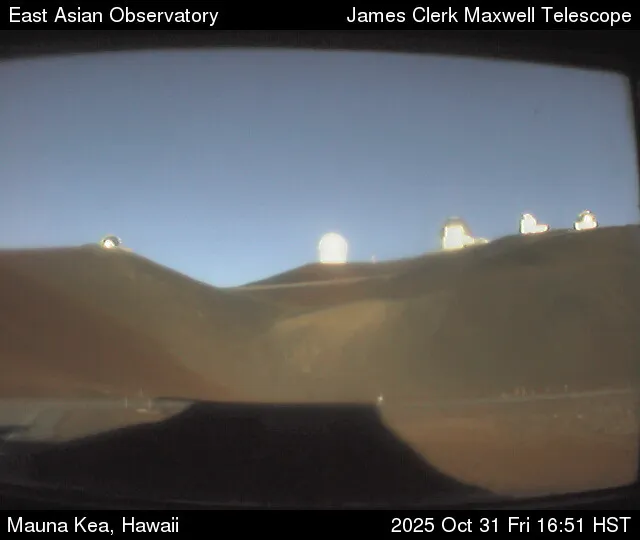 East Asian Observatory
James Clerk Maxwell Telescope
Mauna Kea, Hawaii
2025 Oct 31 Fri 16:51 HST